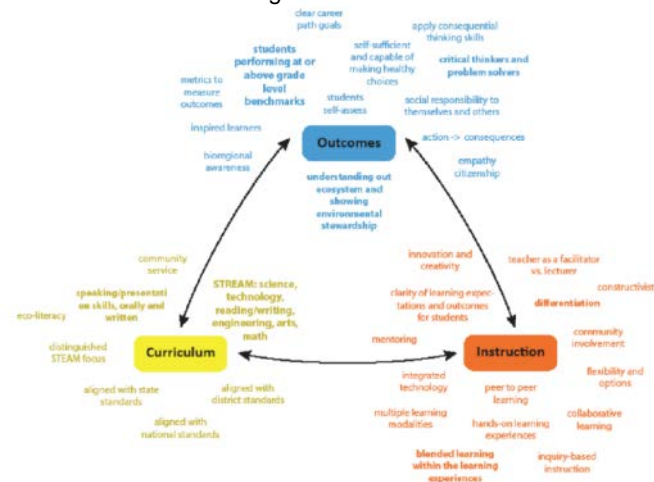 clear career
path goals
apply consequential
thinking skills
students
performing at or
above grade
level
benchmarks
self-sufficient
and capable of
making healthy
choices
critical thinkers and
problem solvers
metrics to
measure
outcomes
students
self-assess
social responsibility to
themselves and others
inspired learners
Outcomes
action -> consequences
bioregional
awareness
empathy
citizenship
understanding out
ecosystem and
showing
environmental
stewardship
community
service
speaking/presentati
on skills, orally and
written
STREAM: science,
technology,
reading/writing,
engineering, arts,
math
eco-literacy
distinguished
STEAM focus
Curriculum
aligned with state
standards
aligned with
district standards
aligned with
national standards
innovation and
creativity
teacher as a facilitator
vs. lecturer
constructivist
clarity of learning expec-
tations and outcomes
for students
differentiation
mentoring
Instruction
community
involvement
integrated
technology
peer to peer
learning
flexibility and
options
multiple learning
modalities
hands-on learning
experiences
collaborative
learning
blended learning
within the learning
experiences
inquiry-based
instruction